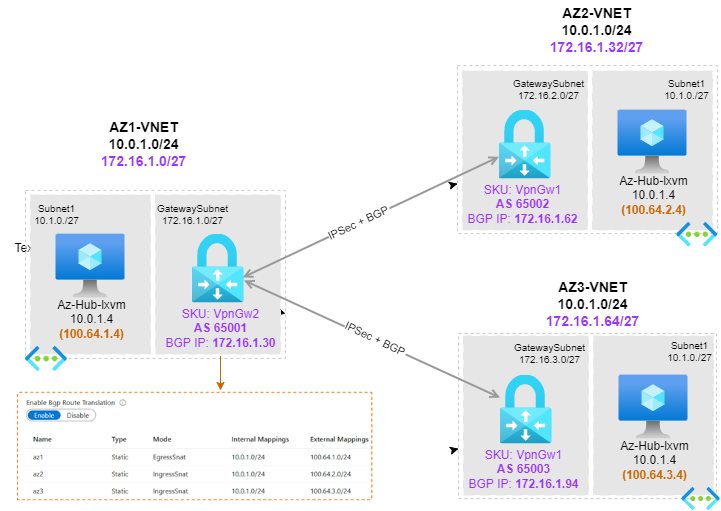 AZ2-VNET
10.0.1.0/24
172.16.1.32/27
GatewaySubnet
172.16.2.0/27
Subnet1
10.1.0./27
SKU: VpnGw1
AS 65002
BGP IP: 172.16.1.62
Az-Hub-lxvm
10.0.1.4
(100.64.2.4)
AZ1-VNET
10.0.1.0/24
172.16.1.0/27
Subnet1
10.1.0./27
GatewaySubnet
172.16.1.0/27
Tex
Az-Hub-lxvm
10.0.1.4
(100.64.1.4)
SKU: VpnGw2
AS 65001
BGP IP: 172.16.1.30
IPSec + BGP
IPSec + BGP
AZ3-VNET
10.0.1.0/24
172.16.1.64/27
GatewaySubnet
172.16.3.0/27
Subnet1
10.1.0./27
SKU: VpnGw1
AS 65003
BGP IP: 172.16.1.94
Az-Hub-lxvm
10.0.1.4
(100.64.3.4)
Enable Bgp Route Translation
Enable Disable
Name Type Mode Internal Mappings External Mappings
az1 Static EgressSnat 10.0.1.0/24 100.64.1.0/24
az2 Static IngressSnat 10.0.1.0/24 100.64.2.0/24
az3 Static IngressSnat 10.0.1.0/24 100.64.3.0/24